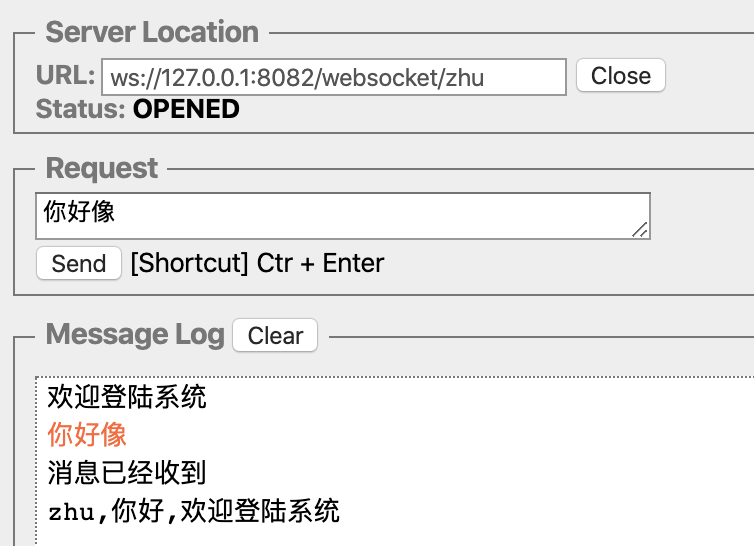 Server Location
URL: ws://127.0.0.1:8082/websocket/zhu Close
Status: OPENED
Request
你好像
Send [Shortcut] Ctr + Enter
Message Log Clear
欢迎登陆系统
你好像
消息已经收到
zhu,你好,欢迎登陆系统